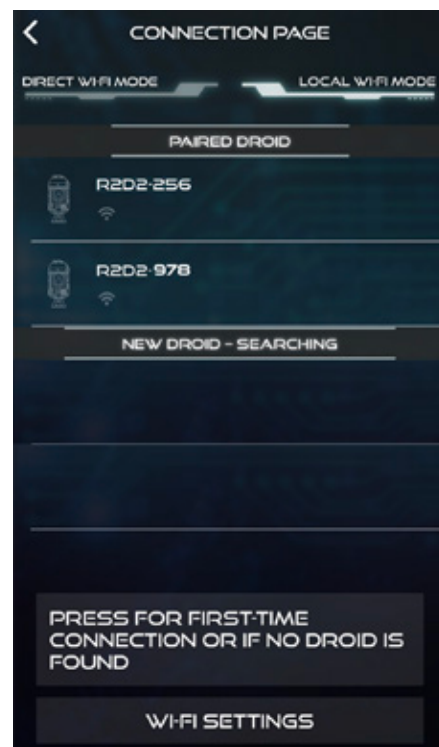 CONNECTION PAGE
DIRECT WI-FI MODE
LOCAL WI-FI MODE
PAIRED DROID
R2D2-256
R2D2-978
NEW DROID - SEARCHING
PRESS FOR FIRST-TIME
CONNECTION OR IF NO DROID IS
FOUND
WI-FI SETTINGS